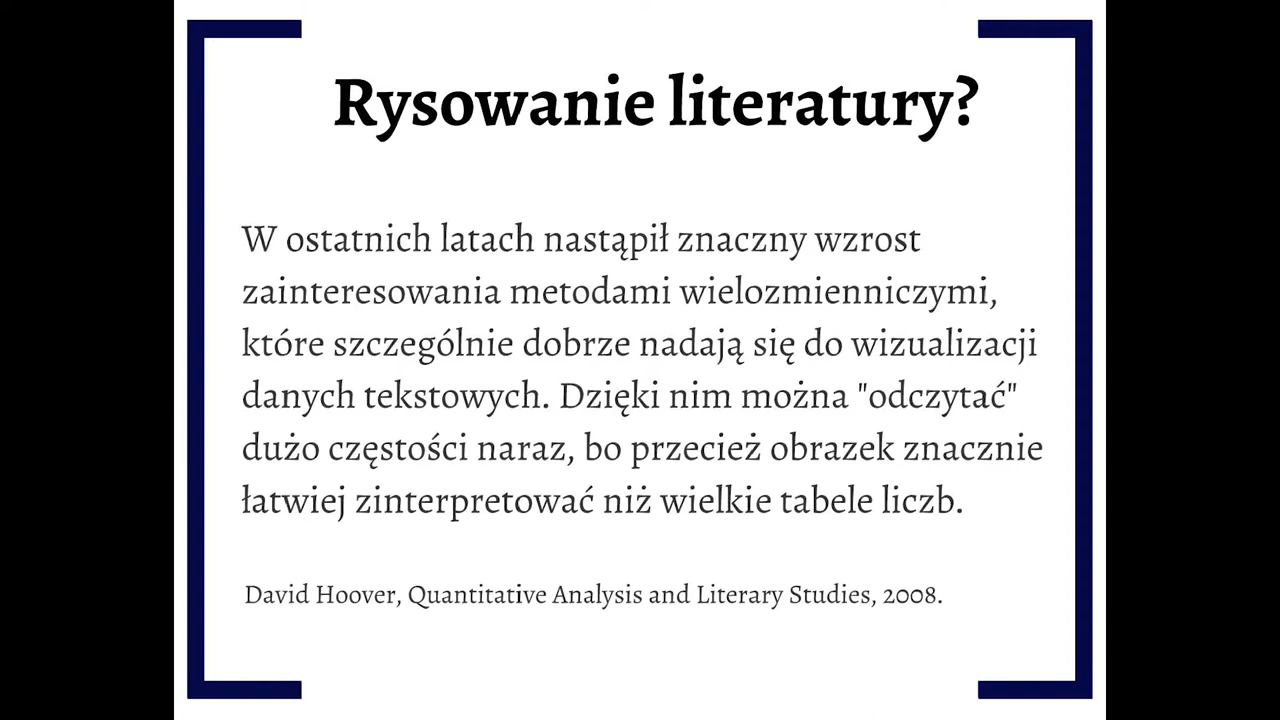 Rysowanie literatury?
W ostatnich latach nastąpił znaczny wzrost
zainteresowania metodami wielozmienniczymi,
które szczególnie dobrze nadają się do wizualizacji
danych tekstowych. Dzięki nim można "odczytać"
dużo częstości naraz, bo przecież obrazek znacznie
łatwiej zinterpretować niż wielkie tabele liczb.
David Hoover, Quantitative Analysis and Literary Studies, 2008.